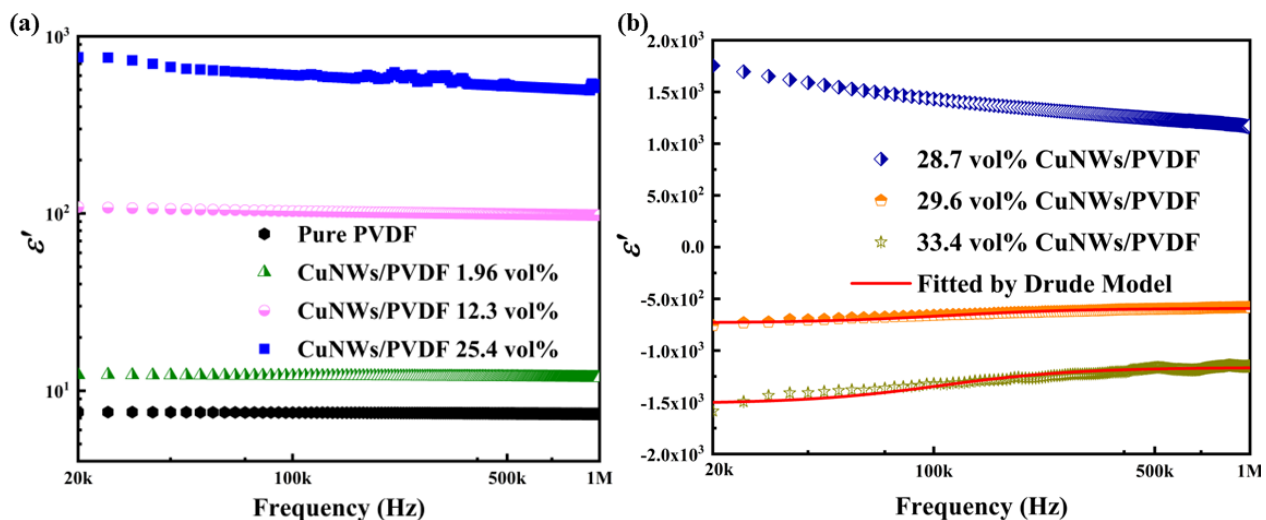 (a)
10³
10²
10¹
ε'
Pure PVDF
CuNWs/PVDF 1.96 vol%
CuNWs/PVDF 12.3 vol%
CuNWs/PVDF 25.4 vol%
20k 100k 500k 1M
Frequency (Hz)
(b)
2.0x10³
1.5x10³
1.0x10³
5.0x10²
0.0
-5.0x10²
-1.0x10³
-1.5x10³
-2.0x10³
ε'
28.7 vol% CuNWs/PVDF
29.6 vol% CuNWs/PVDF
33.4 vol% CuNWs/PVDF
Fitted by Drude Model
20k 100k 500k 1M
Frequency (Hz)